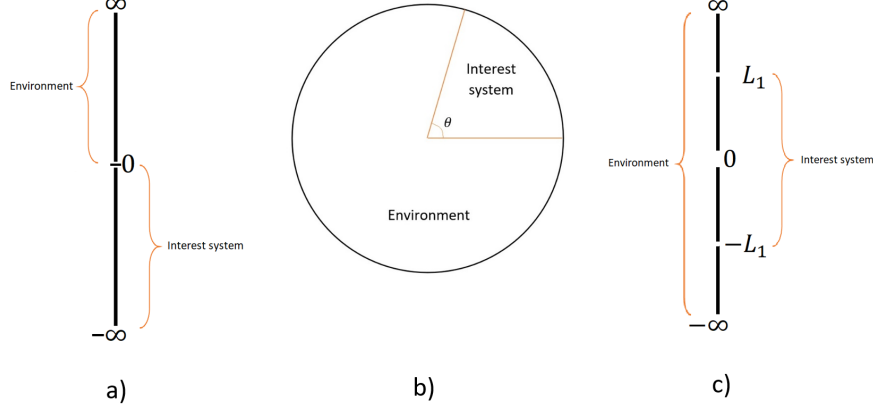 ∞
Environment
-0
Interest system
-∞
a)
Interest
system
θ
Environment
b)
∞
L₁
Environment
0
Interest system
-L₁
-∞
c)